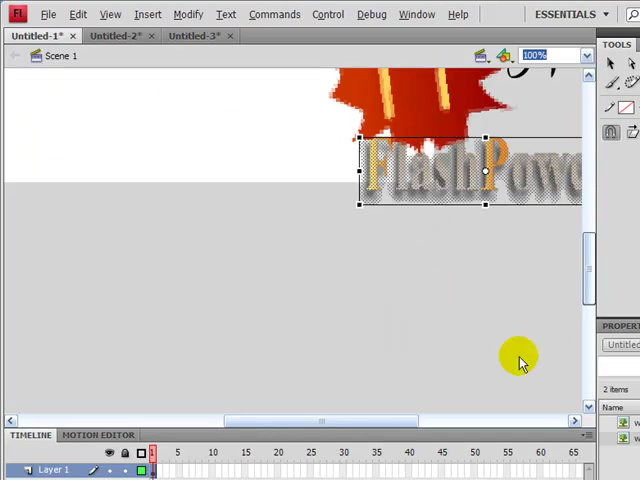 Fl File Edit View Insert Modify Text Commands Control Debug Window Help ESSENTIALS
Untitled-1* × Untitled-2* × Untitled-3* × TOOLS
Scene 1 100%
FlashPowe
PROPERT
Untitled
2 items
Name
w
w
TIMELINE MOTION EDITOR
1 5 10 15 20 25 30 35 40 45 50 55 60 65
Layer 1